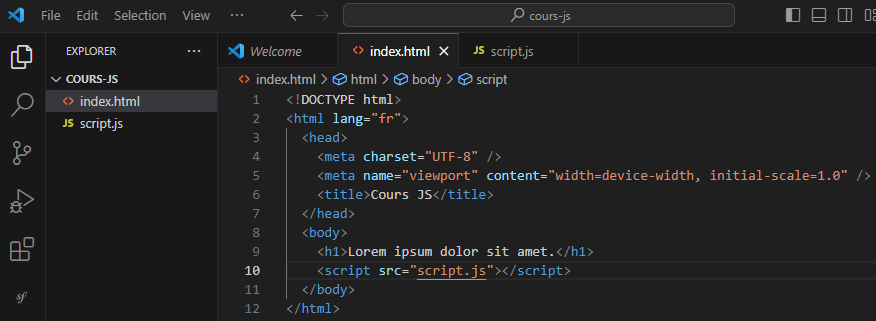 File Edit Selection View ··· cours-js
EXPLORER ···
COURS-JS
<> index.html
JS script.js
Welcome <> index.html JS script.js
<> index.html > html > body > script
1 <!DOCTYPE html>
2 <html lang="fr">
3 <head>
4 <meta charset="UTF-8" />
5 <meta name="viewport" content="width=device-width, initial-scale=1.0" />
6 <title>Cours JS</title>
7 </head>
8 <body>
9 <h1>Lorem ipsum dolor sit amet.</h1>
10 <script src="script.js"></script>
11 </body>
12 </html>